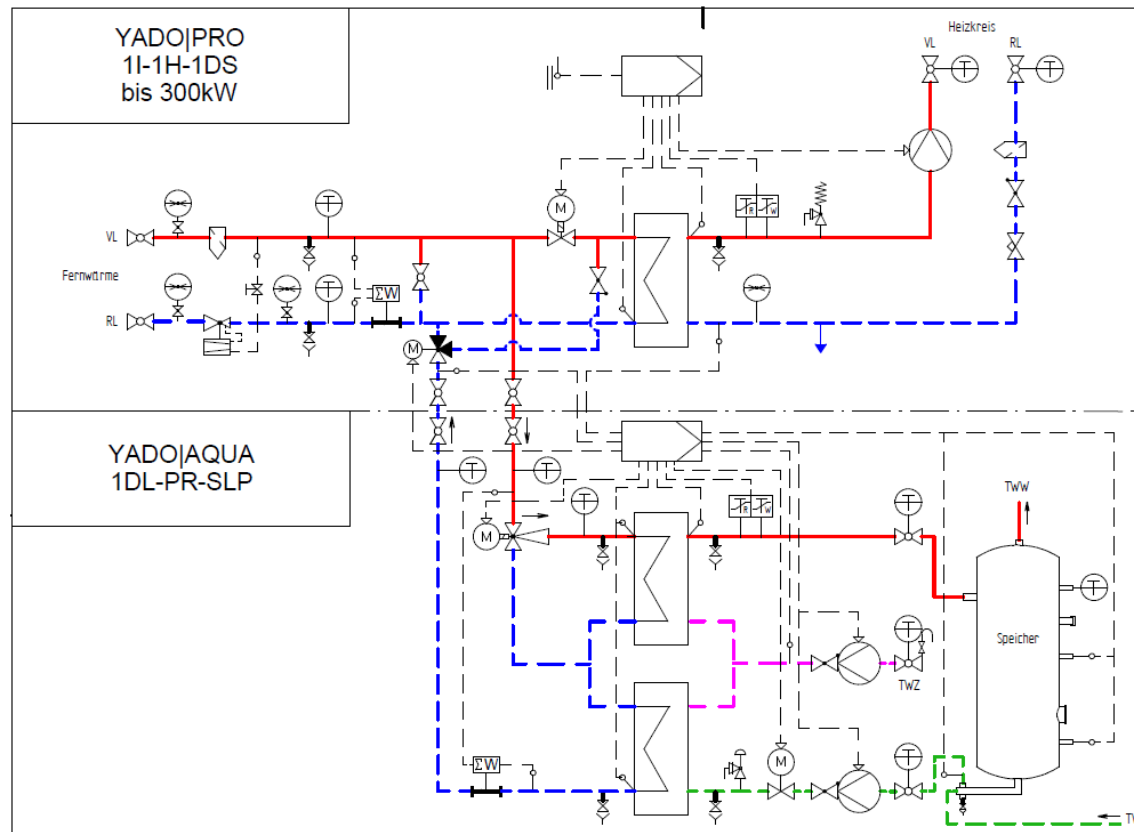 YADO|PRO
1I-1H-1DS
bis 300kW
Heizkreis
VL
RL
T
T
M
R
W
T
VL
Fernwärme
T
ΣW
RL
M
YADO|AQUA
1DL-PR-SLP
T
T
T
R
W
T
TWW
M
T
Speicher
T
TWZ
ΣW
M
T